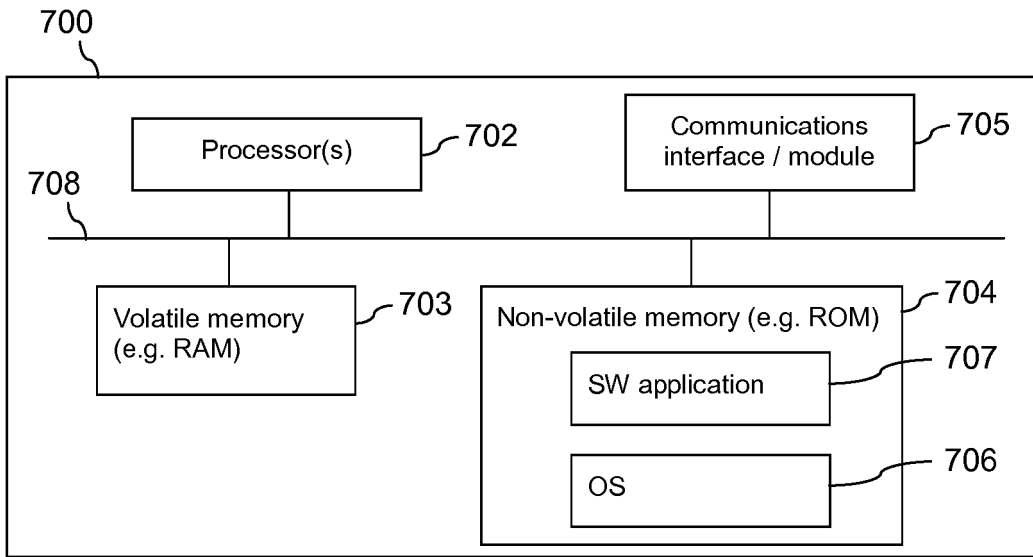 700
Processor(s)
702
Communications
interface / module
705
708
Volatile memory
(e.g. RAM)
703
Non-volatile memory (e.g. ROM)
704
SW application
707
OS
706